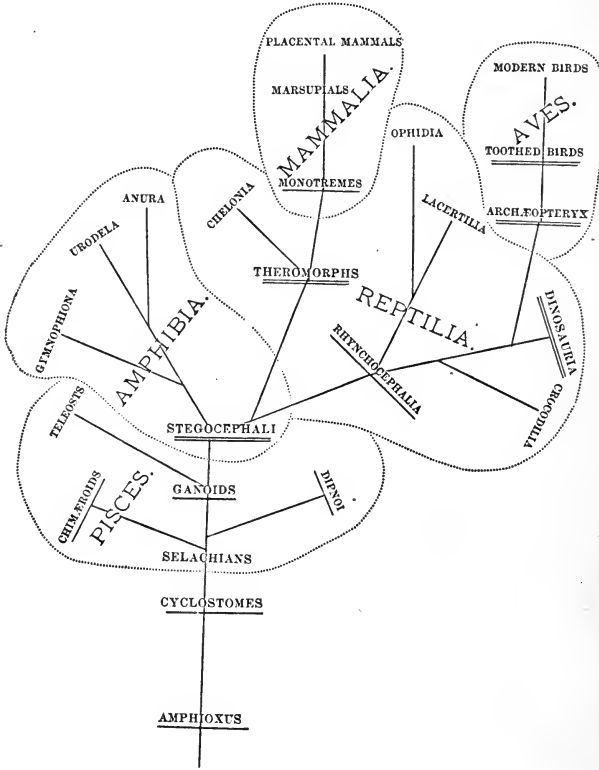 PLACENTAL MAMMALS
MARSUPIALS
MAMMALIA.
MONOTREMES
MODERN BIRDS
AVES.
TOOTHED BIRDS
ARCHÆOPTERYX
OPHIDIA
LACERTILIA
CHELONIA
THEROMORPHS
REPTILIA.
RHYNCHOCEPHALIA
DINOSAURIA
CROCODILIA
ANURA
URODELA
GYMNOPHIONA
AMPHIBIA.
STEGOCEPHALI
TELEOSTS
GANOIDS
CHIMÆROIDS
PISCES.
DIPNOI
SELACHIANS
CYCLOSTOMES
AMPHIOXUS